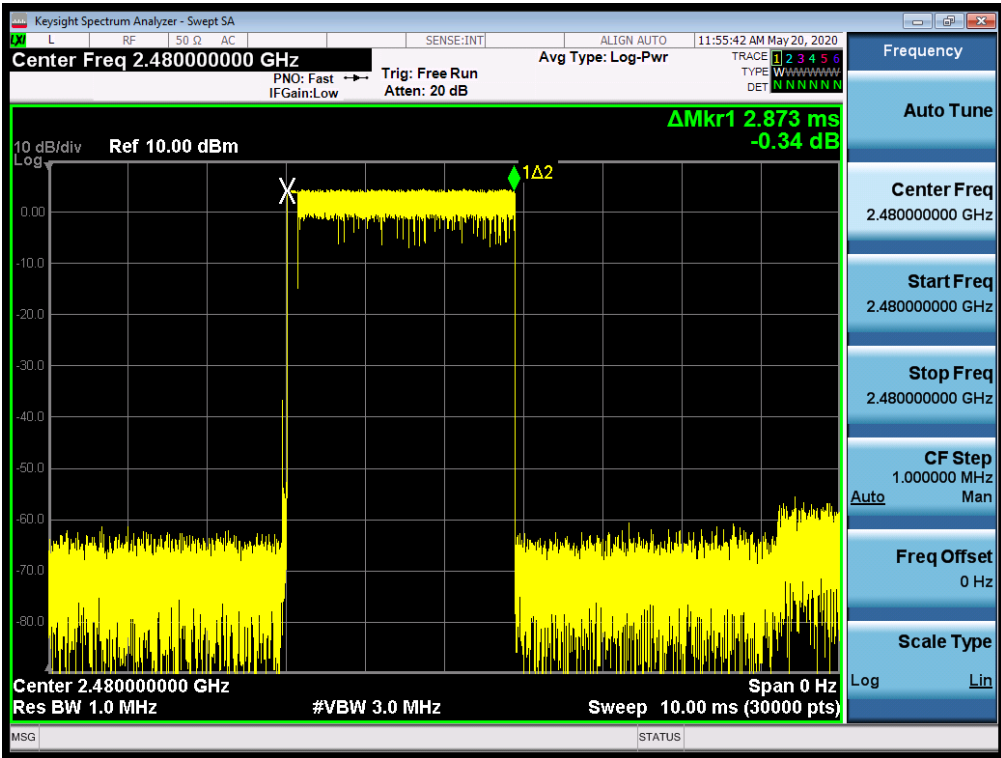 Keysight Spectrum Analyzer - Swept SA
LXI L RF 50 Ω AC SENSE:INT ALIGN AUTO 11:55:42 AM May 20, 2020
Center Freq 2.480000000 GHz
Avg Type: Log-Pwr
TRACE 1 2 3 4 5 6
PNO: Fast
Trig: Free Run
TYPE WWWWWW
IFGain:Low
Atten: 20 dB
DET N N N N N N
ΔMkr1 2.873 ms
-0.34 dB
10 dB/div Ref 10.00 dBm
Log
1Δ2
0.00
-10.0
-20.0
-30.0
-40.0
-50.0
-60.0
-70.0
-80.0
Center 2.480000000 GHz Span 0 Hz
Res BW 1.0 MHz #VBW 3.0 MHz Sweep 10.00 ms (30000 pts)
MSG STATUS
Frequency
Auto Tune
Center Freq
2.480000000 GHz
Start Freq
2.480000000 GHz
Stop Freq
2.480000000 GHz
CF Step
1.000000 MHz
Auto Man
Freq Offset
0 Hz
Scale Type
Log Lin